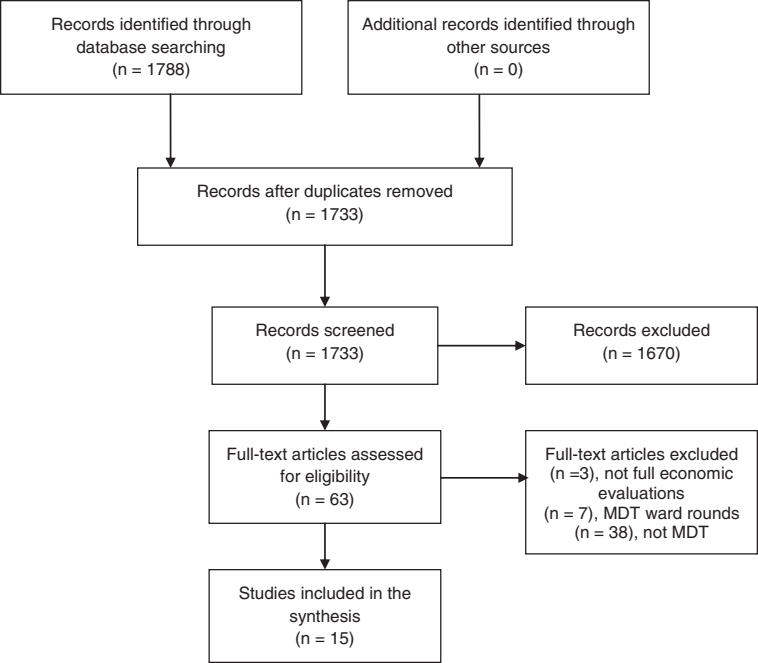 Records identified through
database searching
(n = 1788)
Additional records identified through
other sources
(n = 0)
Records after duplicates removed
(n = 1733)
Records screened
(n = 1733)
Records excluded
(n = 1670)
Full-text articles assessed
for eligibility
(n = 63)
Full-text articles excluded
(n =3), not full economic
evaluations
(n = 7), MDT ward rounds
(n = 38), not MDT
Studies included in the
synthesis
(n = 15)